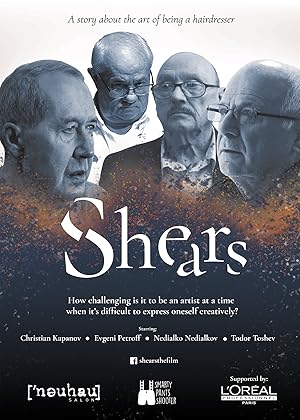 A story about the art of being a hairdresser
Shears
How challenging is it to be an artist at a time
when it's difficult to express oneself creatively?
Starring:
Christian Kapanov • Evgeni Petroff • Nedialko Nedialkov • Todor Toshev
shearsthefilm
['neuhau]
SALON
SMARTY
PANTS
SHOOTER
Supported by:
L'ORÉAL
PROFESSIONNEL
PARIS